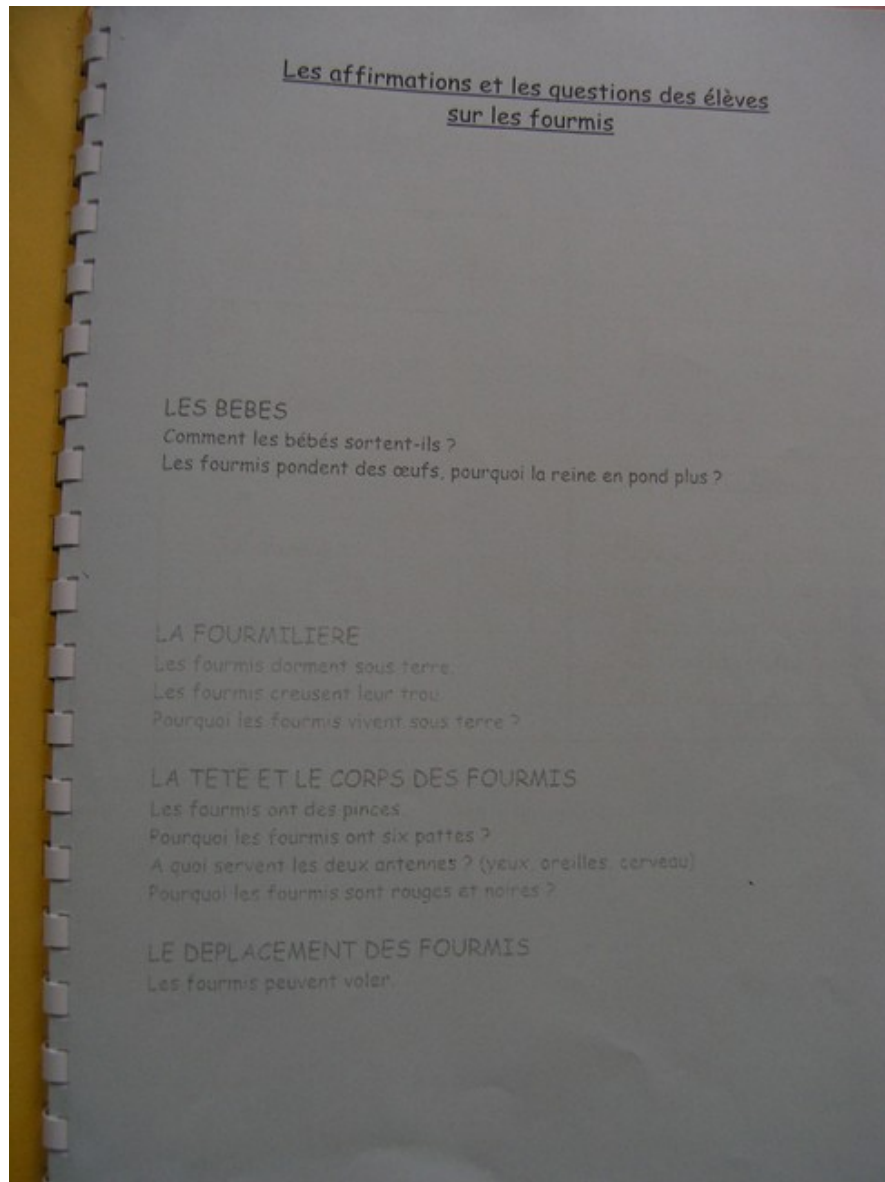 Les affirmations et les questions des élèves
sur les fourmis
LES BEBES
Comment les bébés sortent-ils ?
Les fourmis pondent des œufs, pourquoi la reine en pond plus ?
LA FOURMILIERE
Les fourmis dorment sous terre.
Les fourmis creusent leur trou.
Pourquoi les fourmis vivent sous terre ?
LA TETE ET LE CORPS DES FOURMIS
Les fourmis ont des pinces.
Pourquoi les fourmis ont six pattes ?
A quoi servent les deux antennes ? (yeux, oreilles, cerveau)
Pourquoi les fourmis sont rouges et noires ?
LE DEPLACEMENT DES FOURMIS
Les fourmis peuvent voler.